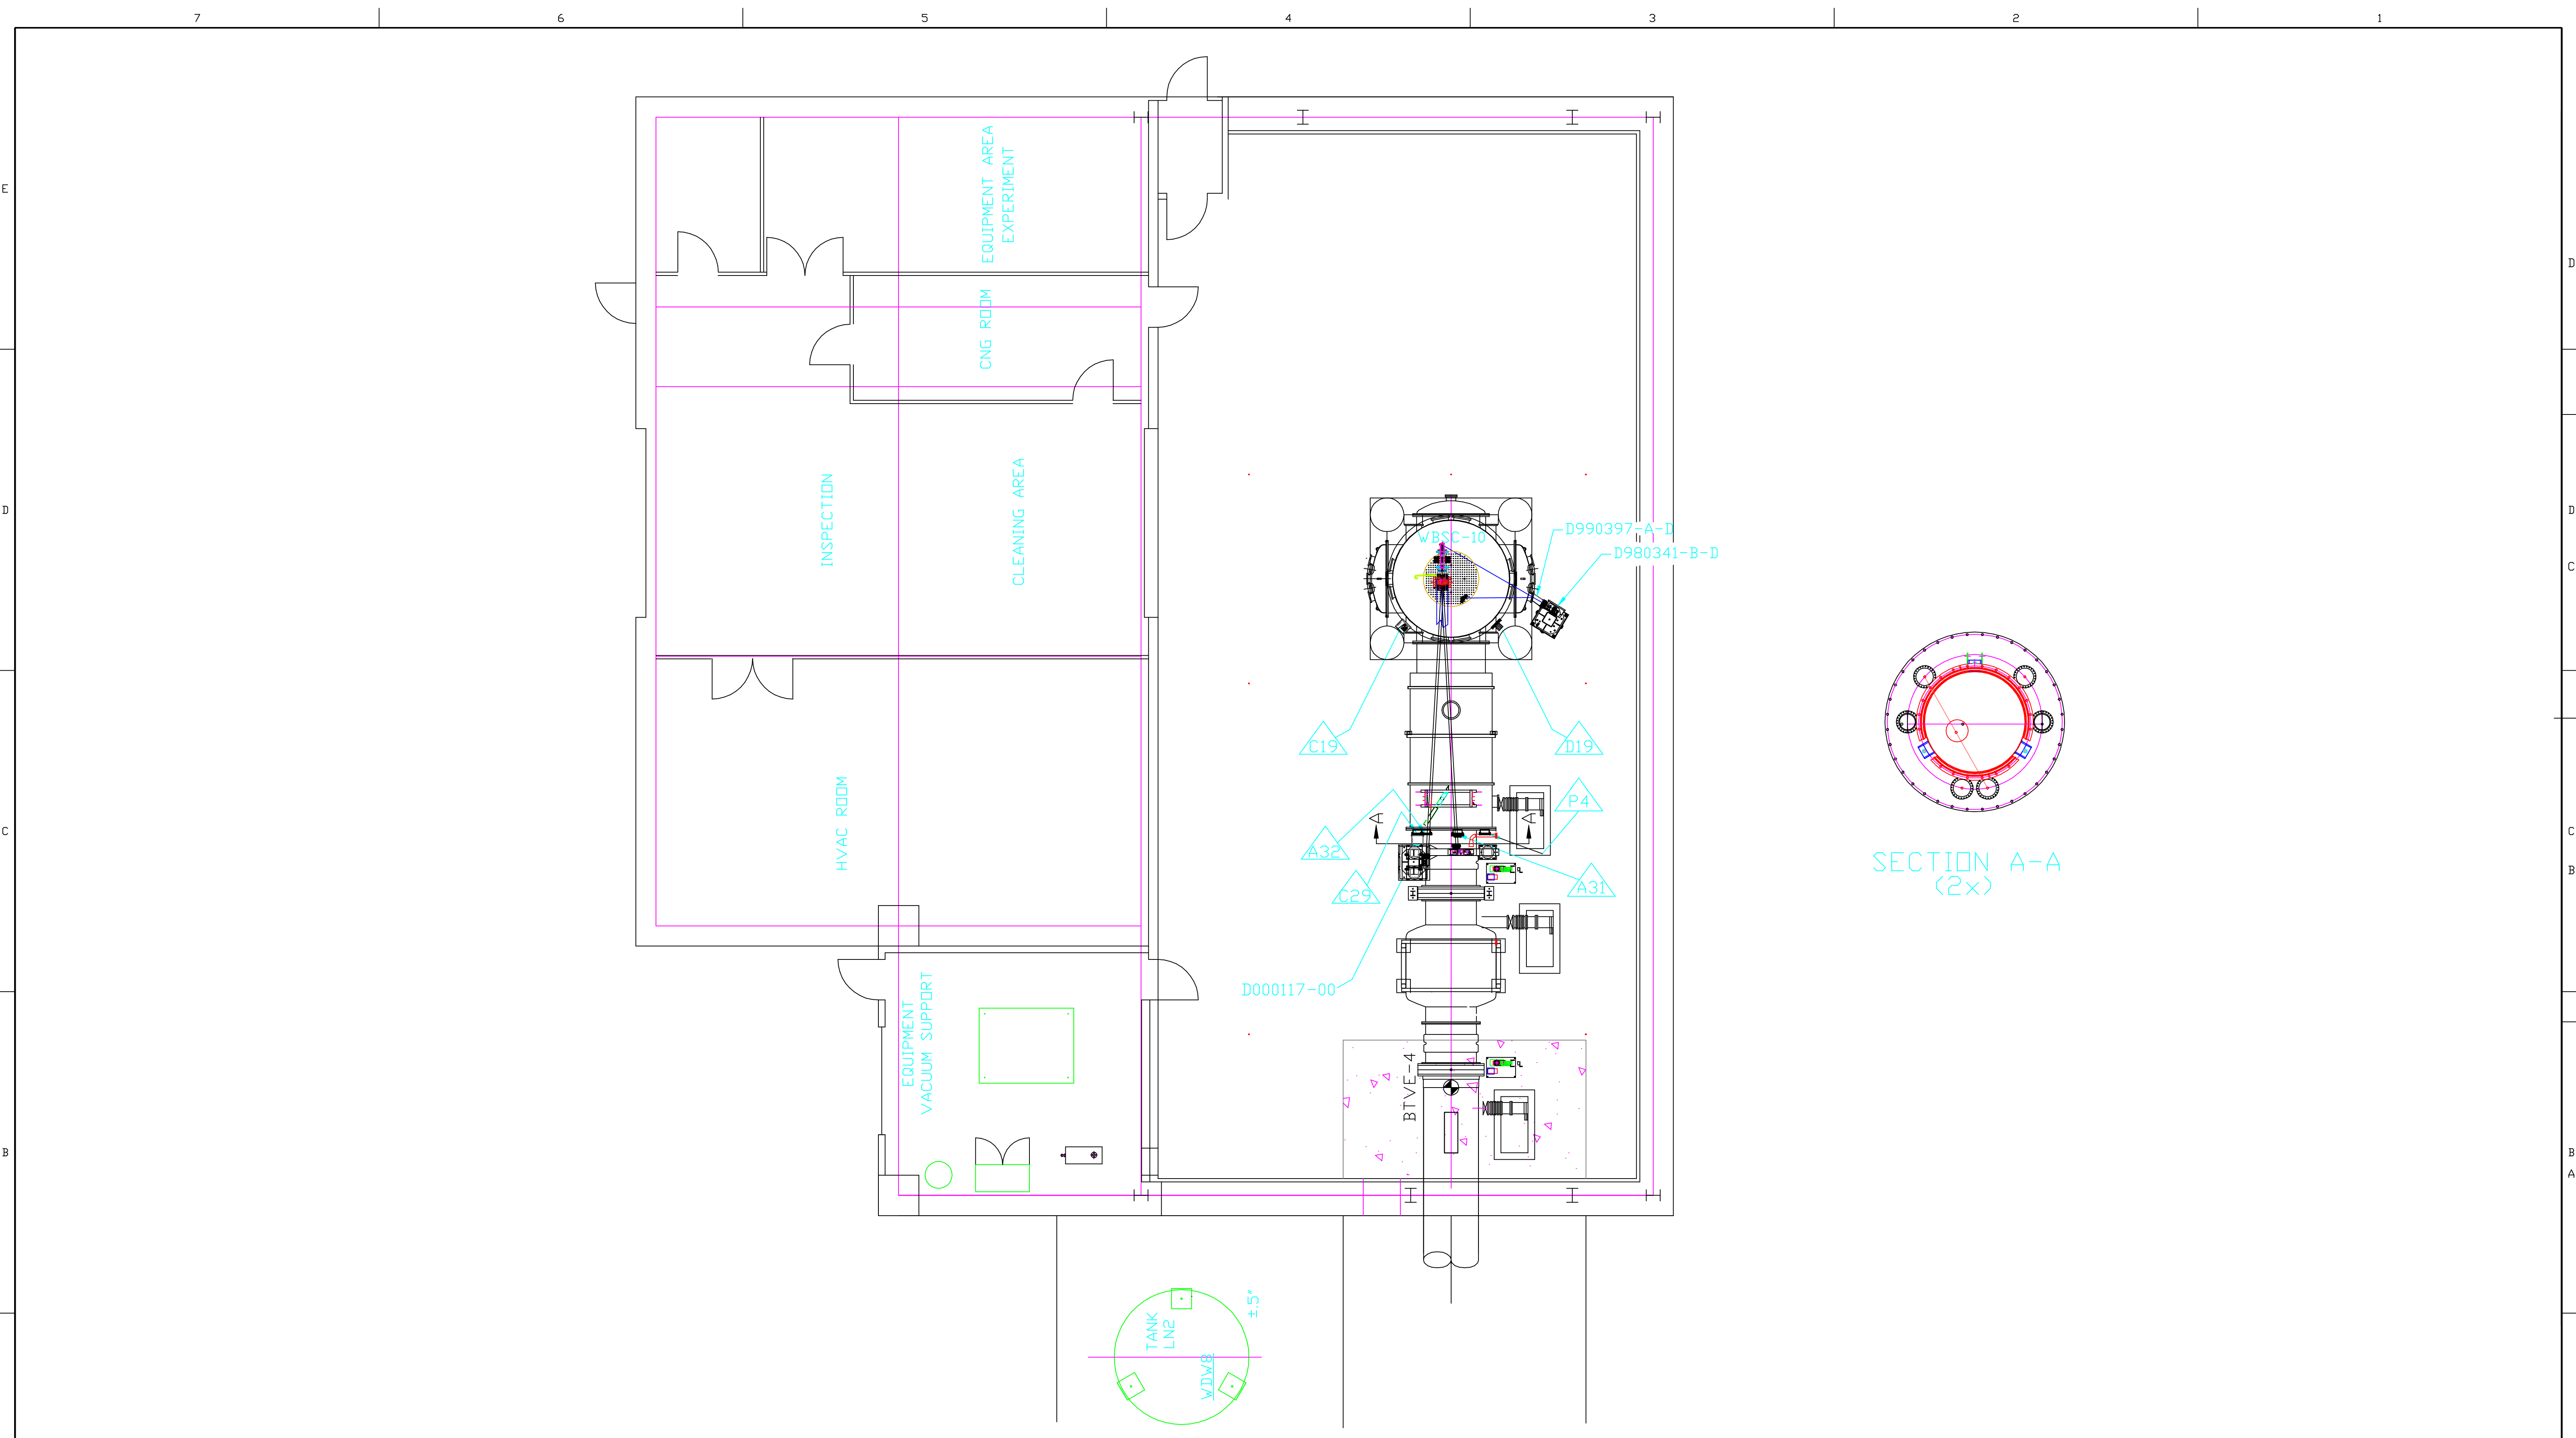 7 6 5 4 3 2 1
E
D
D
D
C
C
C
B
B
B
A
EQUIPMENT AREA
EXPERIMENT
CNG ROOM
INSPECTION
CLEANING AREA
HVAC ROOM
EQUIPMENT
VACUUM SUPPORT
WBSC-10
D990397-A-D
D980341-B-D
C19
D19
P4
A A
A32
C29
A31
D000117-00
BTVE-4
SECTION A-A
(2x)
TANK
LN2
WDW8
±.5"